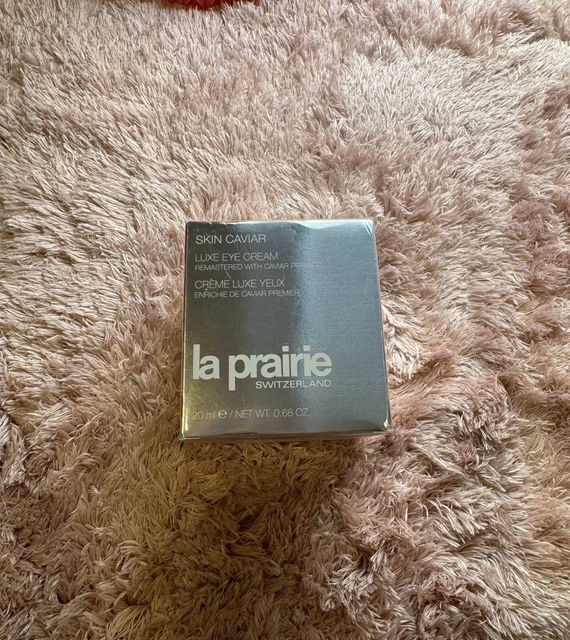 SKIN CAVIAR
LUXE EYE CREAM
REMASTERED WITH CAVIAR
CRÈME LUXE YEUX
ENRICHIE DE CAVIAR PREMIER
la prairie
SWITZERLAND
20 ml ℮ / NET WT. 0.68 OZ.